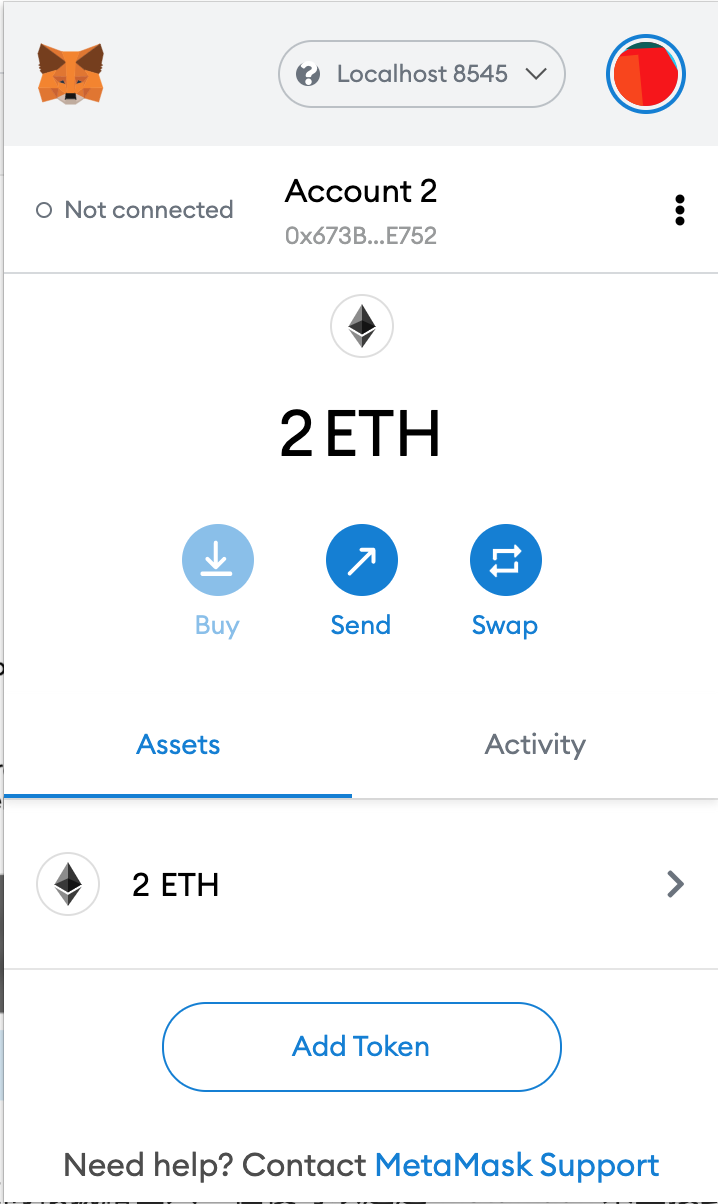 Localhost 8545
Not connected
Account 2
0x673B...E752
2 ETH
Buy
Send
Swap
Assets
Activity
2 ETH
Add Token
Need help? Contact MetaMask Support